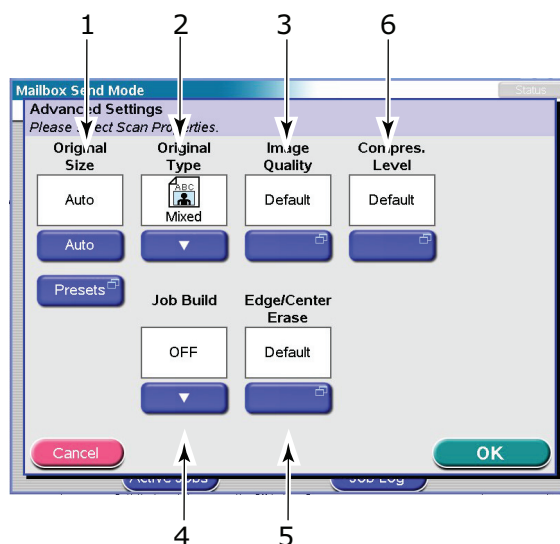 1 2 3 6
Mailbox Send Mode
Status
Advanced Settings
Please Select Scan Properties.
Original Size
Original Type
Image Quality
Compres. Level
Auto
ABC
Mixed
Default
Default
Auto
Presets
Job Build
Edge/Center Erase
OFF
Default
Cancel
OK
Active Jobs
Job Log
4 5